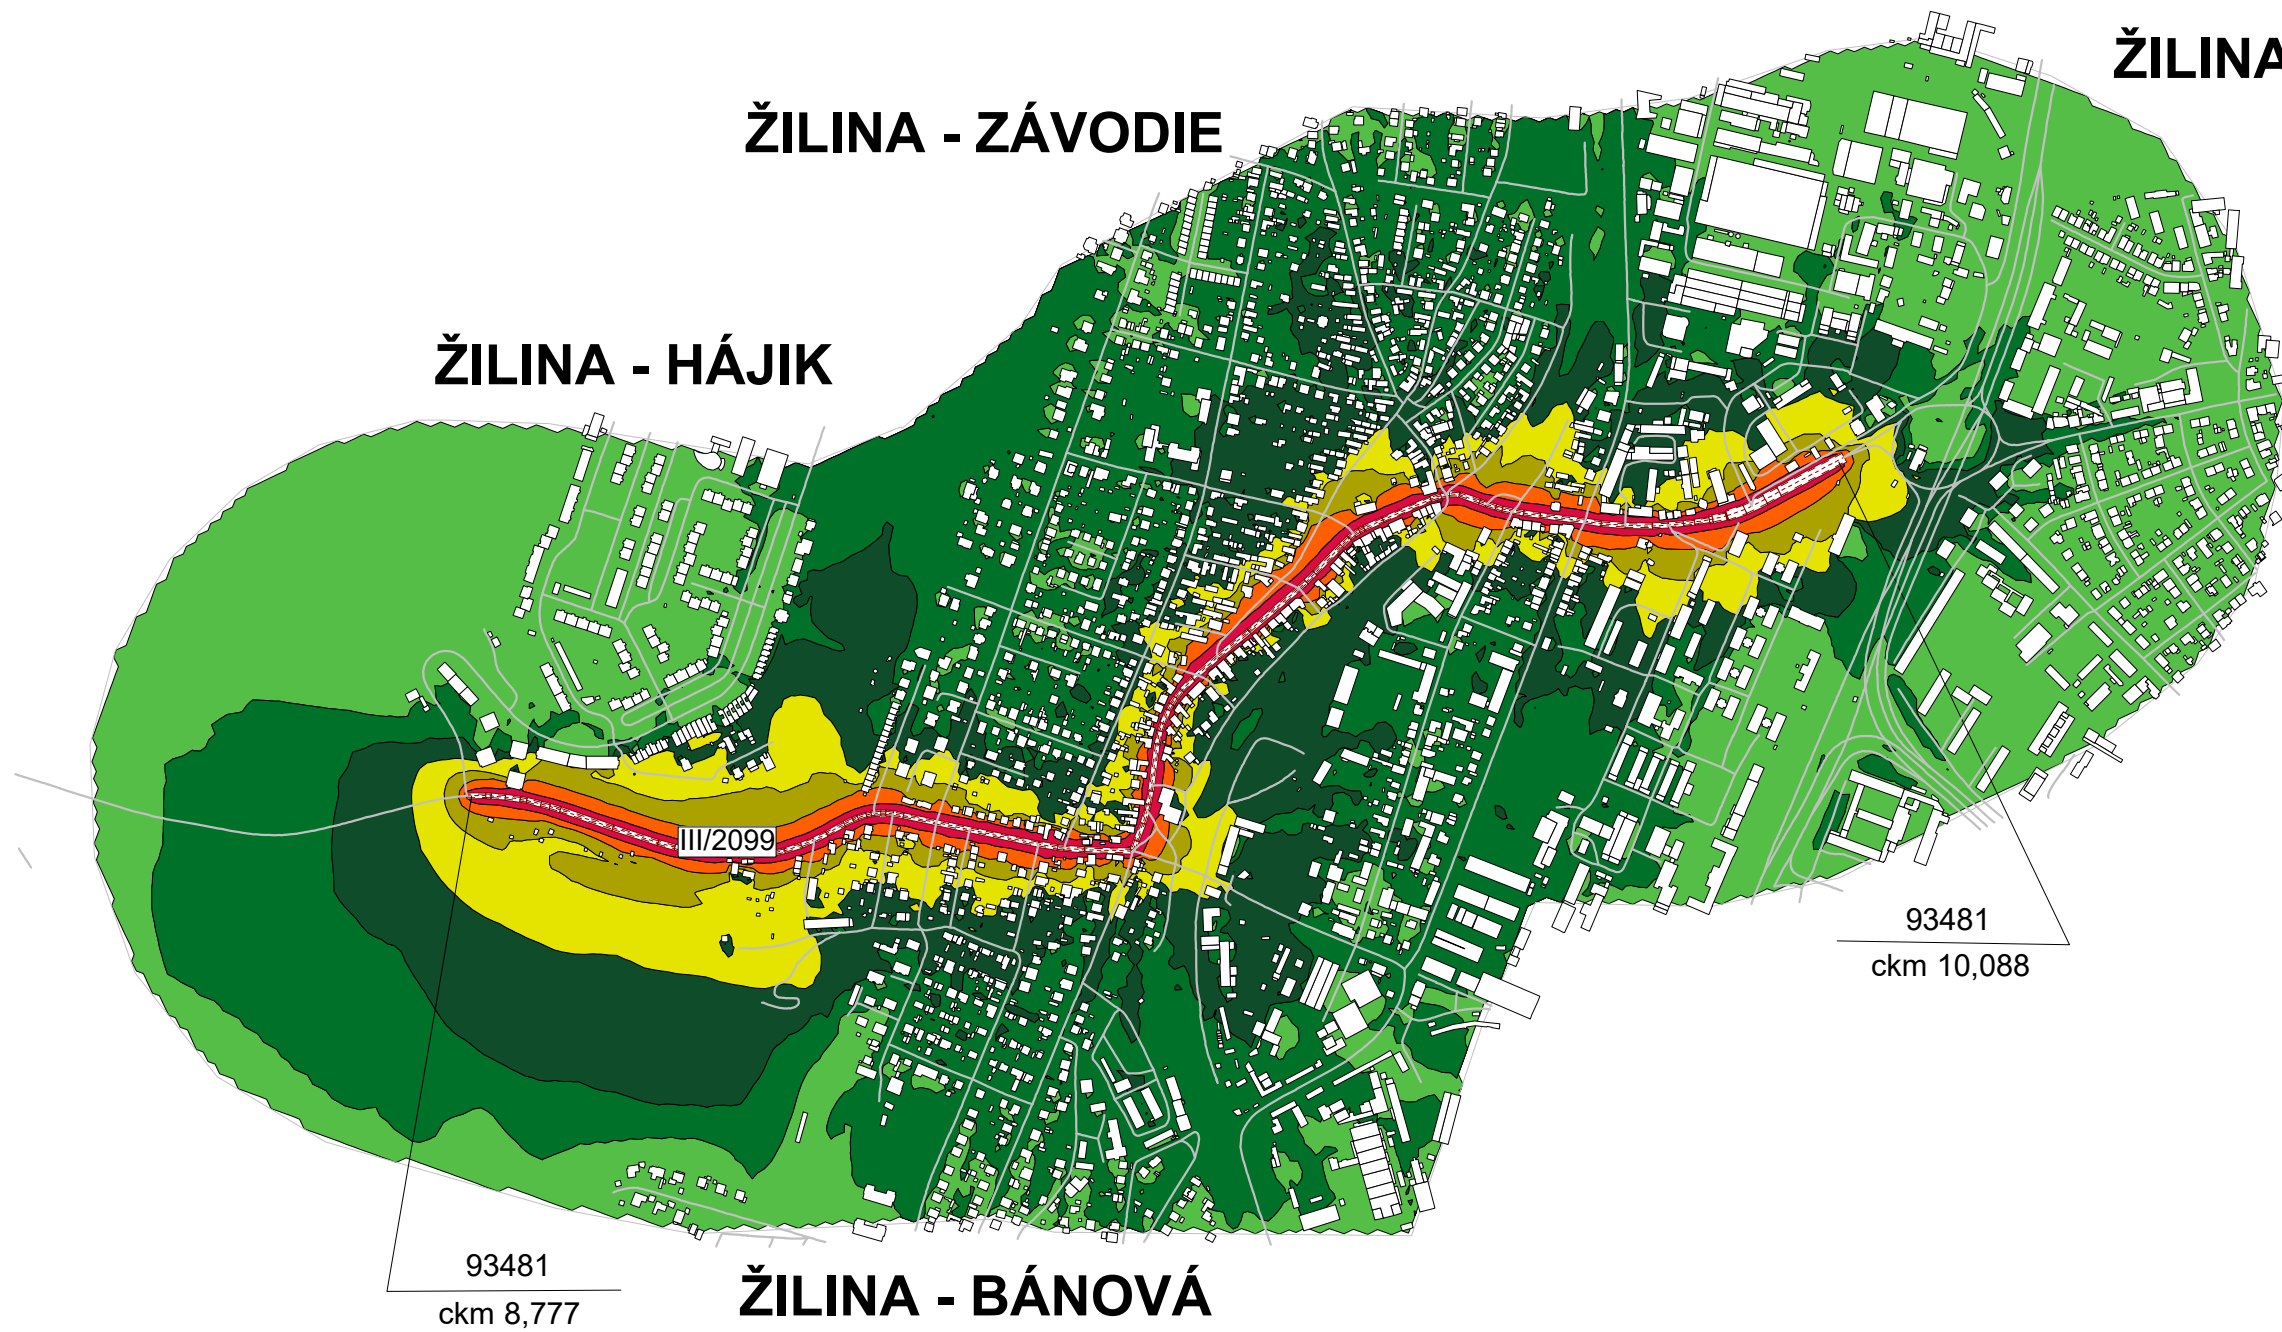 ŽILINA
ŽILINA - ZÁVODIE
ŽILINA - HÁJIK
III/2099
93481
ckm 10,088
93481
ckm 8,777
ŽILINA - BÁNOVÁ